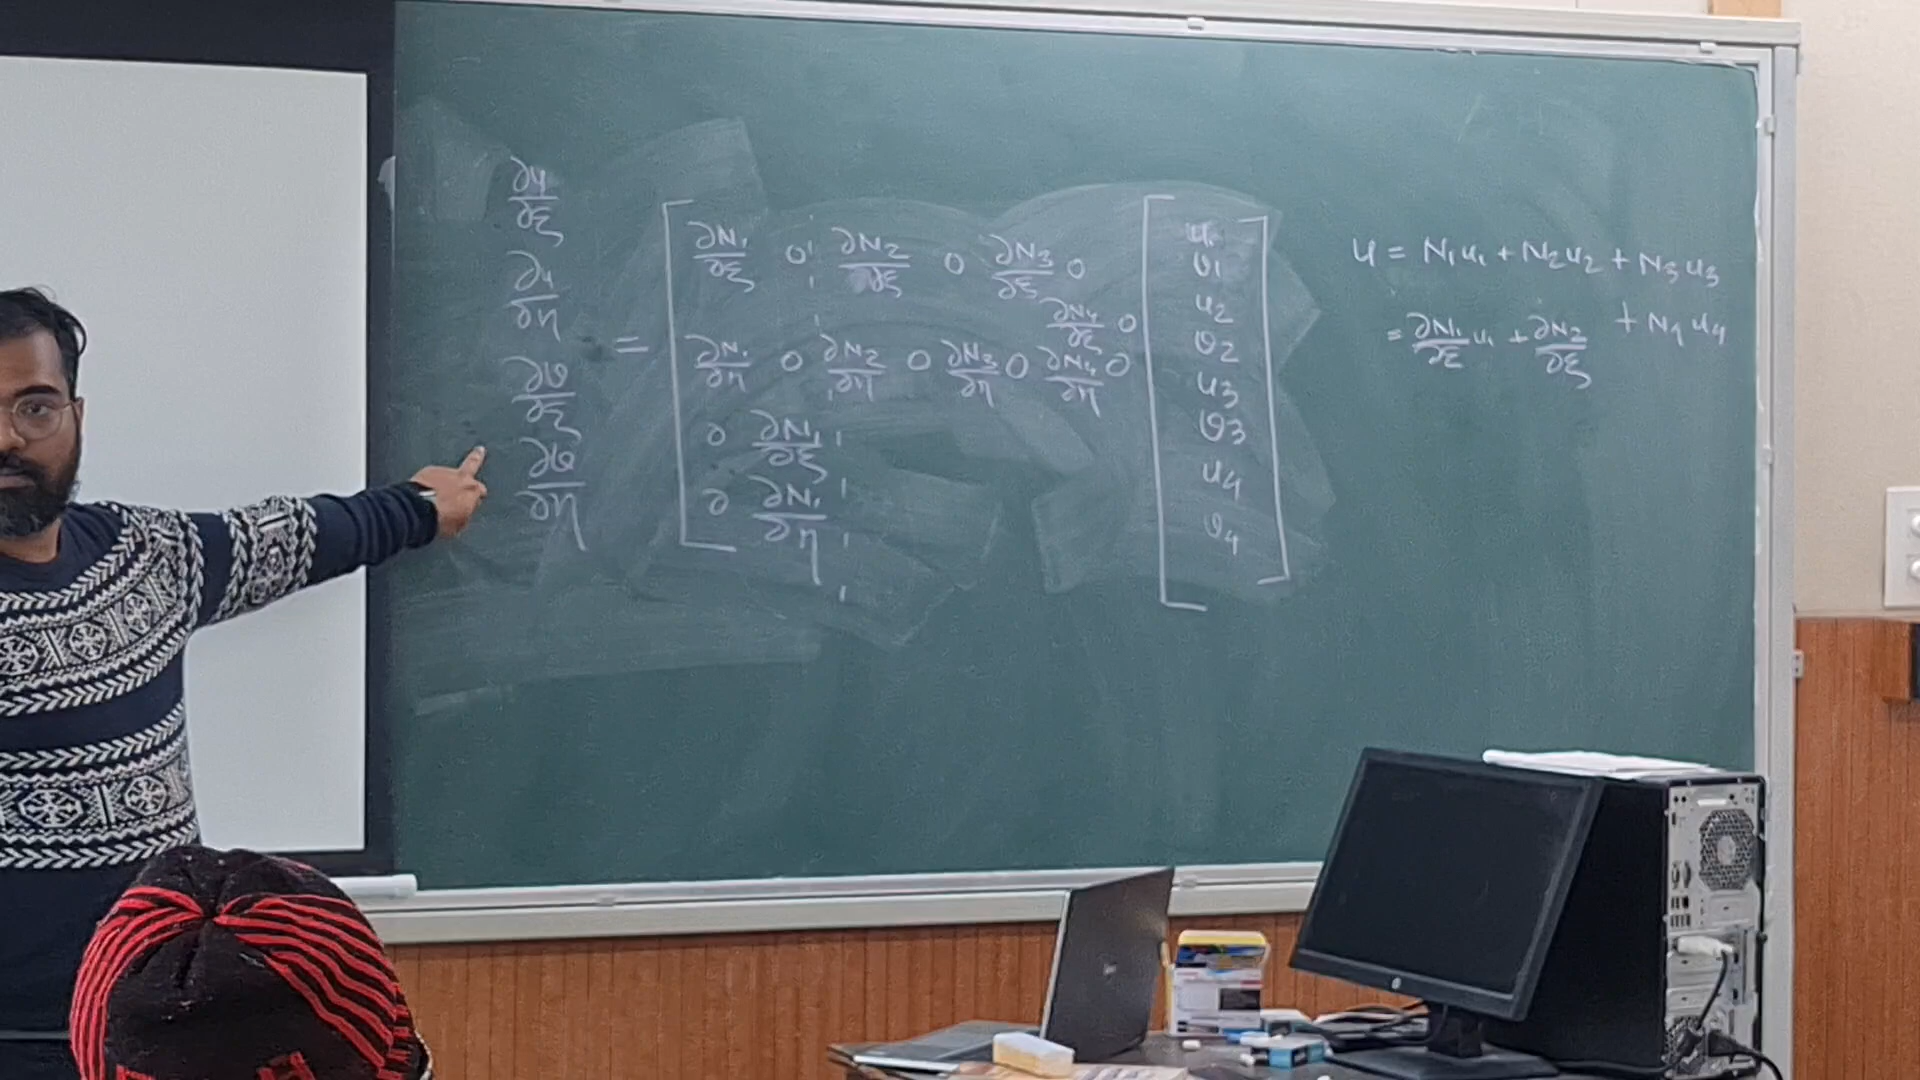 ∂u/∂ξ
∂u/∂η
∂v/∂ξ
∂v/∂η
=
∂N₁/∂ξ 0 ∂N₂/∂ξ 0 ∂N₃/∂ξ 0
∂N₄/∂ξ 0
∂N₁/∂η 0 ∂N₂/∂η 0 ∂N₃/∂η 0 ∂N₄/∂η 0
0 ∂N₁/∂ξ
0 ∂N₁/∂η
u₁
v₁
u₂
v₂
u₃
v₃
u₄
v₄
u = N₁u₁ + N₂u₂ + N₃u₃
+ N₄u₄
= ∂N₁/∂ξ u₁ + ∂N₂/∂ξ